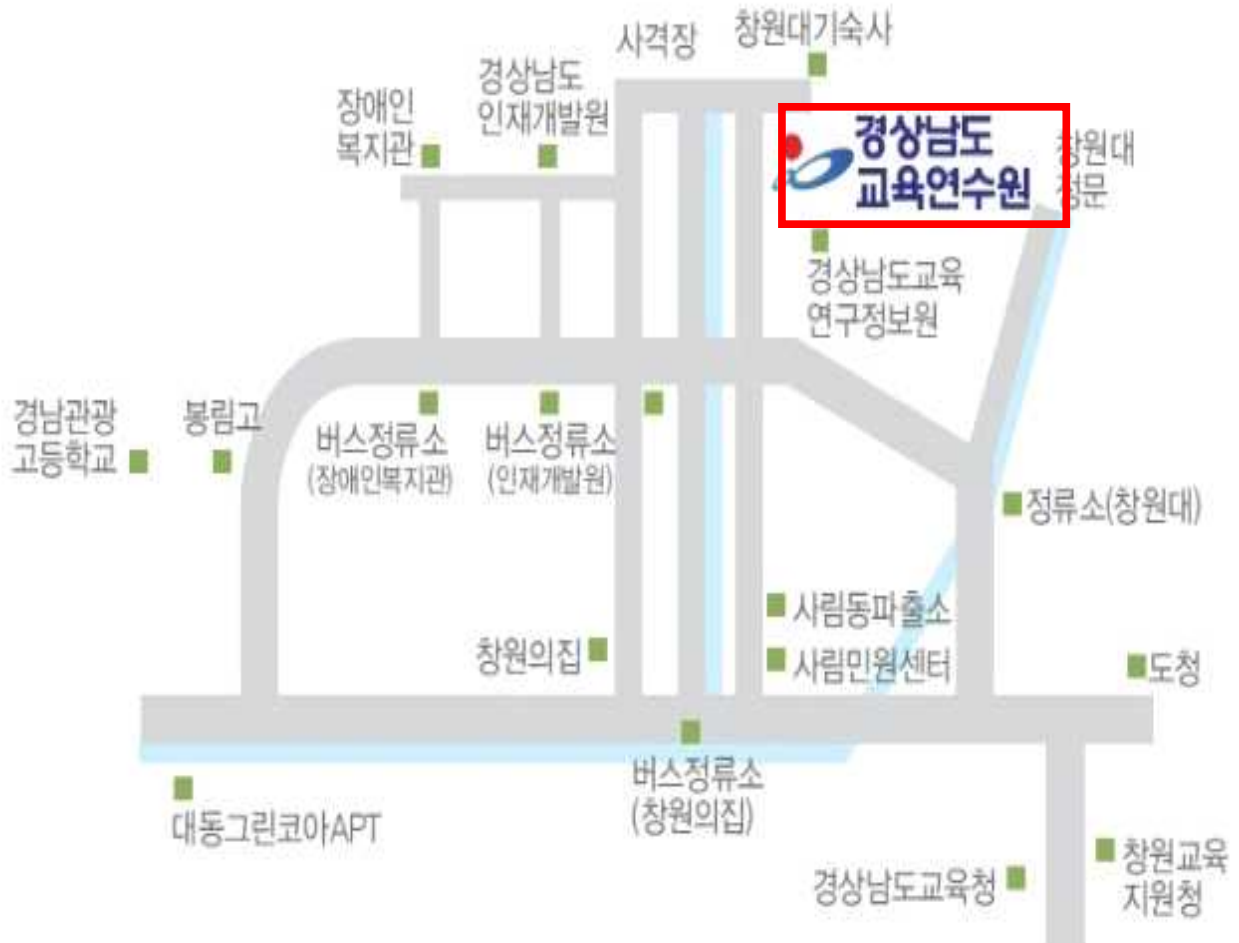 사격장
창원대기숙사
경상남도
인재개발원
장애인
복지관
경상남도
교육연수원
창원대
정문
경상남도교육
연구정보원
경남관광
고등학교
봉림고
버스정류소
(장애인복지관)
버스정류소
(인재개발원)
정류소(창원대)
사림동파출소
창원의집
사림민원센터
도청
버스정류소
(창원의집)
대동그린코아APT
경상남도교육청
창원교육
지원청